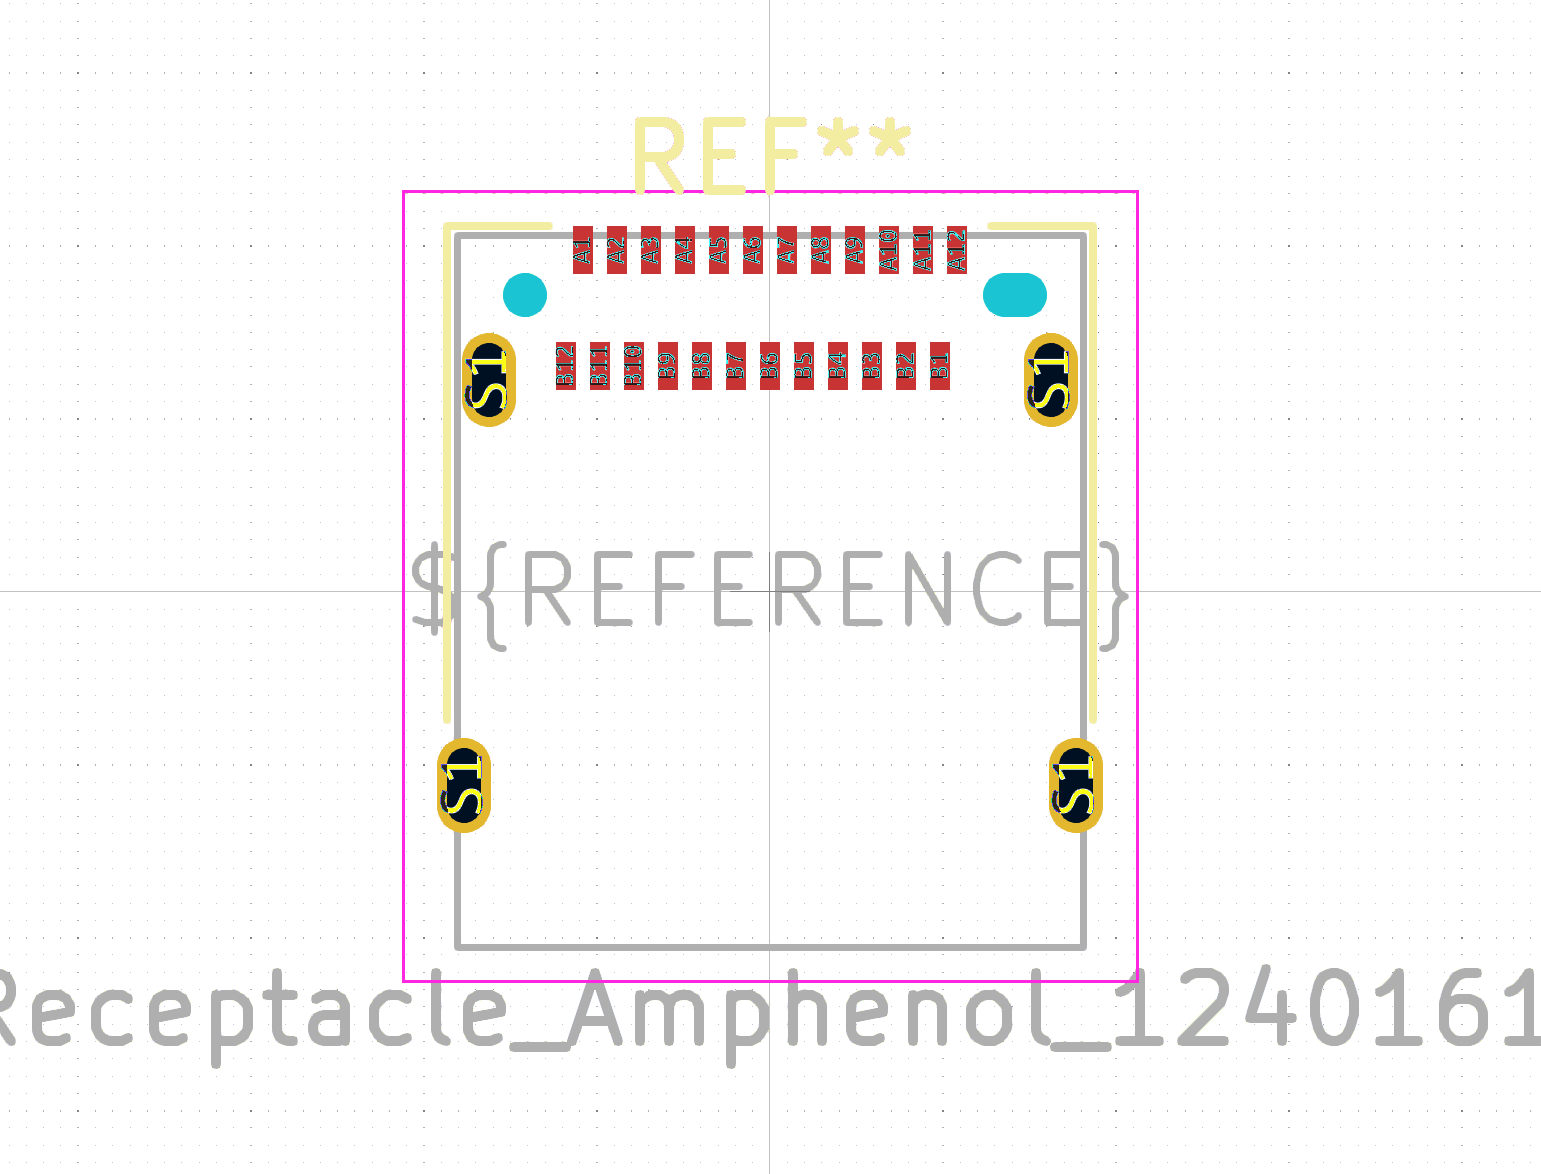 REF**
A1 A2 A3 A4 A5 A6 A7 A8 A9 A10 A11 A12
B12 B11 B10 B9 B8 B7 B6 B5 B4 B3 B2 B1
S1 S1
${REFERENCE}
S1 S1
Receptacle_Amphenol_1240161